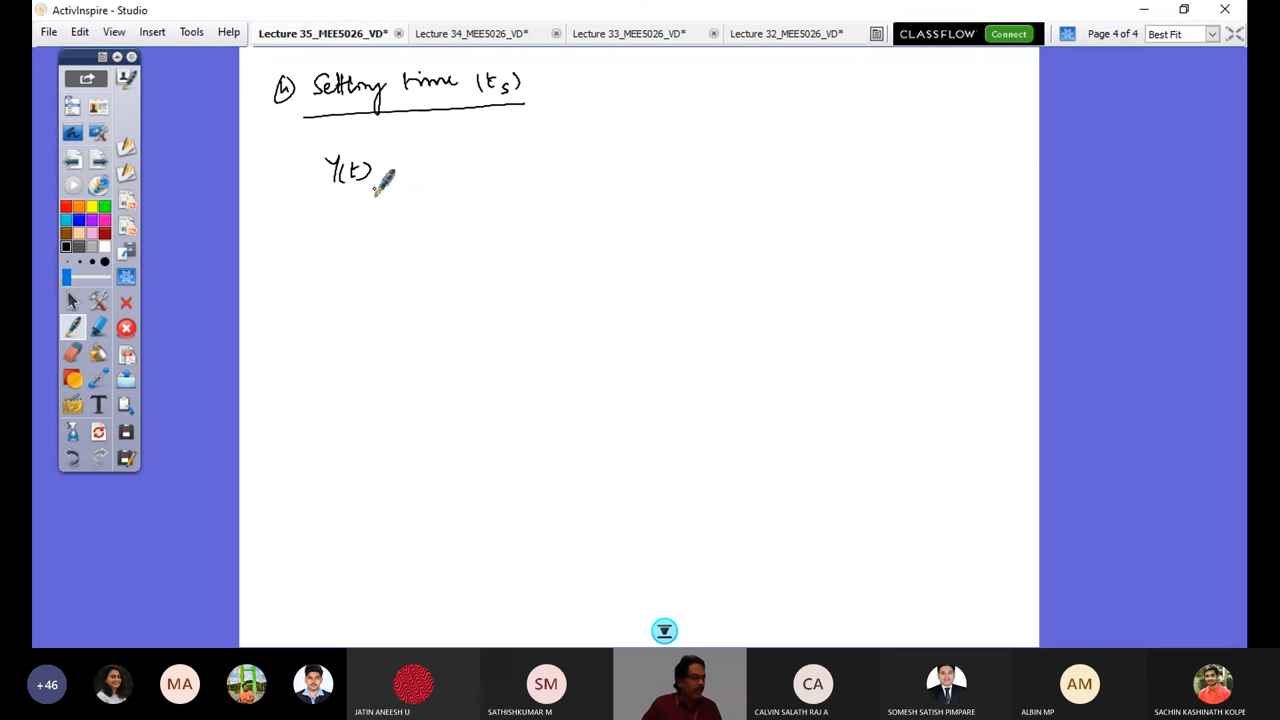 ActivInspire - Studio
File Edit View Insert Tools Help
Lecture 35_MEE5026_VD* Lecture 34_MEE5026_VD* Lecture 33_MEE5026_VD* Lecture 32_MEE5026_VD*
CLASSFLOW Connect
Page 4 of 4 Best Fit
Settling time (ts)
Y(t)
T
+46 MA SM CA AM
JATIN ANEESH U SATHISHKUMAR M CALVIN SALATH RAJ A SOMESH SATISH PIMPARE ALBIN MP SACHIN KASHINATH KOLPE